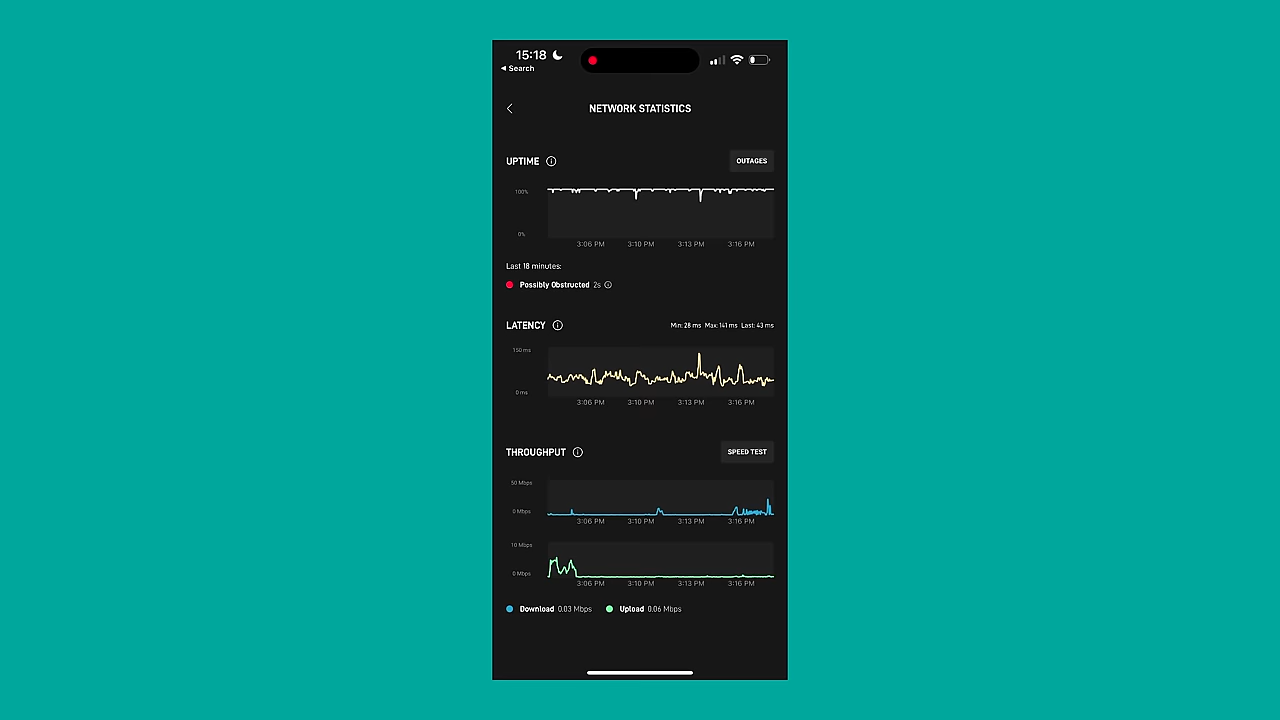 15:18
◀ Search
NETWORK STATISTICS
UPTIME
OUTAGES
100%
0%
3:06 PM 3:10 PM 3:13 PM 3:16 PM
Last 18 minutes:
Possibly Obstructed 2s
LATENCY
Min: 28 ms Max: 141 ms Last: 43 ms
150 ms
0 ms
3:06 PM 3:10 PM 3:13 PM 3:16 PM
THROUGHPUT
SPEED TEST
50 Mbps
0 Mbps
3:06 PM 3:10 PM 3:13 PM 3:16 PM
10 Mbps
0 Mbps
3:06 PM 3:10 PM 3:13 PM 3:16 PM
Download 0.03 Mbps Upload 0.06 Mbps